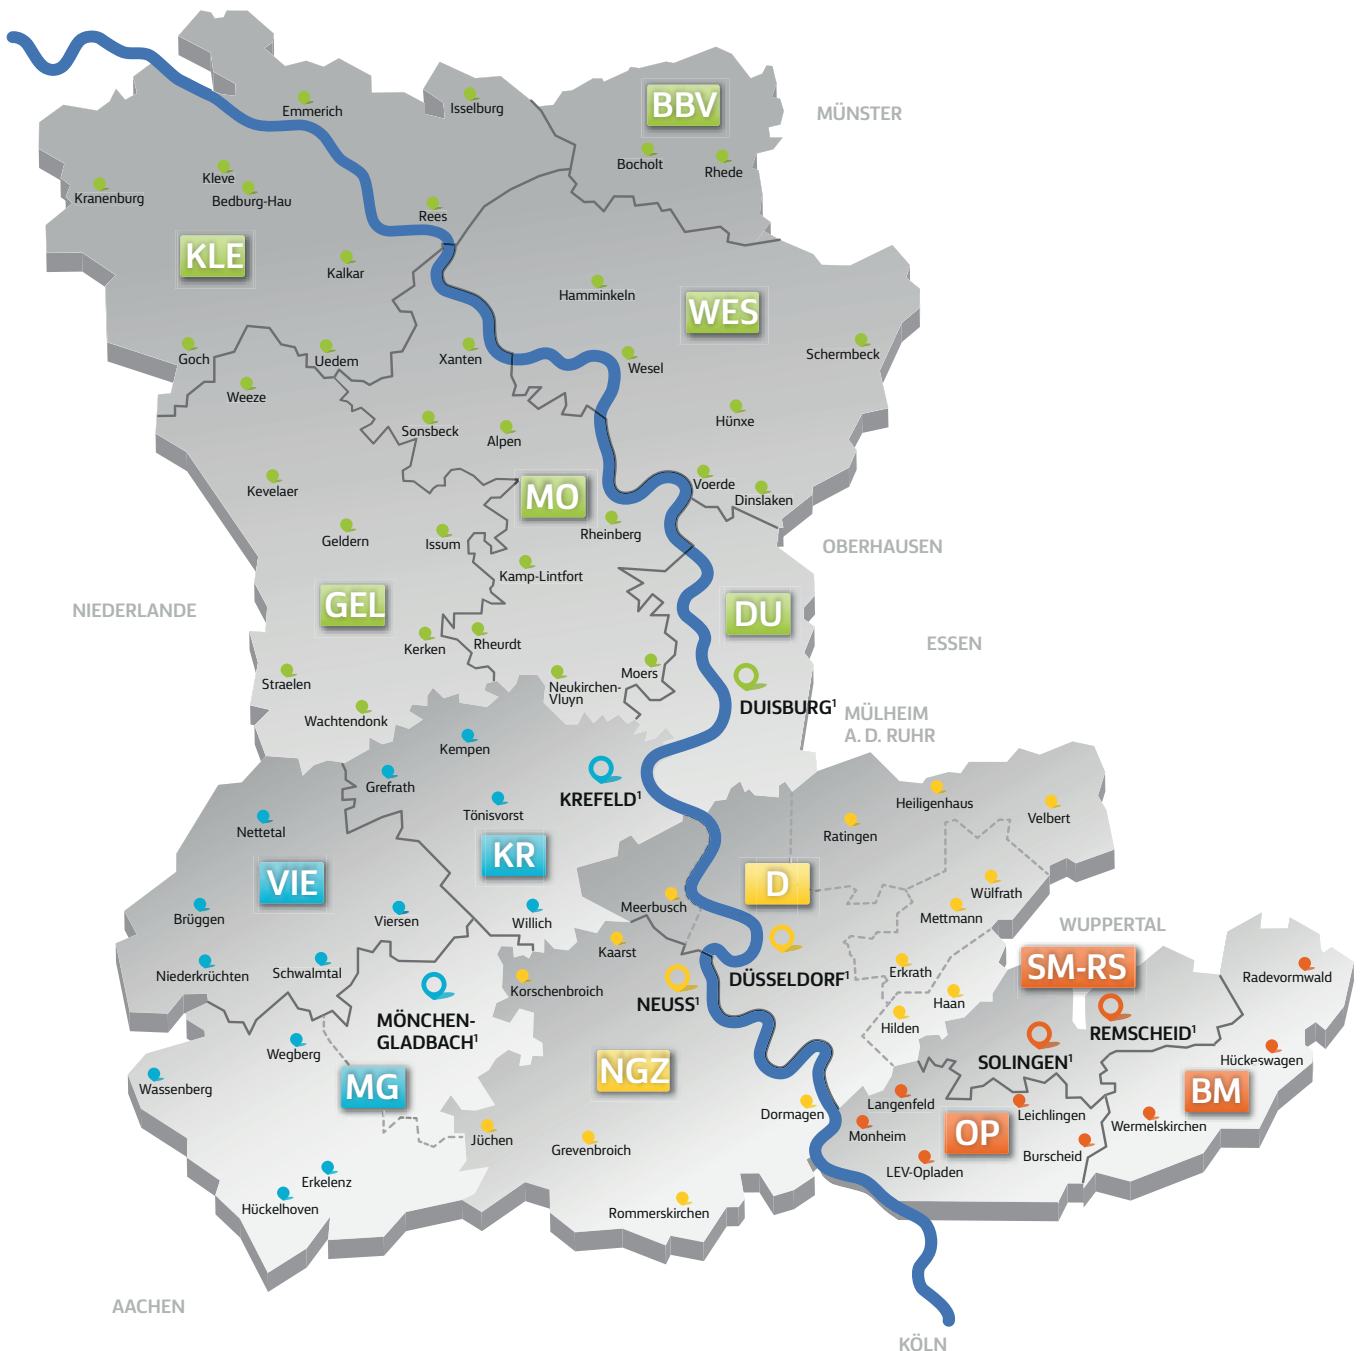 BBV
MÜNSTER
Emmerich
Isselburg
Bocholt
Rhede
Kleve
Kranenburg
Bedburg-Hau
Rees
KLE
Kalkar
Hamminkeln
WES
Goch
Uedem
Xanten
Wesel
Schermbeck
Weeze
Sonsbeck
Alpen
Hünxe
Kevelaer
MO
Voerde
Dinslaken
Geldern
Issum
Rheinberg
OBERHAUSEN
Kamp-Lintfort
NIEDERLANDE
GEL
DU
Kerken
Rheurdt
ESSEN
Straelen
Neukirchen-
Vluyn
Moers
Wachtendonk
DUISBURG¹
MÜLHEIM
A. D. RUHR
Kempen
Grefrath
KREFELD¹
Tönisvorst
Heiligenhaus
Velbert
Nettetal
Ratingen
KR
VIE
D
Wülfrath
Brüggen
Viersen
Willich
Meerbusch
Mettmann
WUPPERTAL
Kaarst
Niederkrüchten
Schwalmtal
Korschenbroich
NEUSS¹
DÜSSELDORF¹
Erkrath
SM-RS
Radevormwald
Haan
MÖNCHEN-
GLADBACH¹
Hilden
REMSCHEID¹
Wegberg
SOLINGEN¹
Hückeswagen
Wassenberg
MG
NGZ
BM
Dormagen
Langenfeld
Leichlingen
Jüchen
Monheim
OP
Wermelskirchen
Grevenbroich
Burscheid
LEV-Opladen
Erkelenz
Hückelhoven
Rommerskirchen
AACHEN
KÖLN